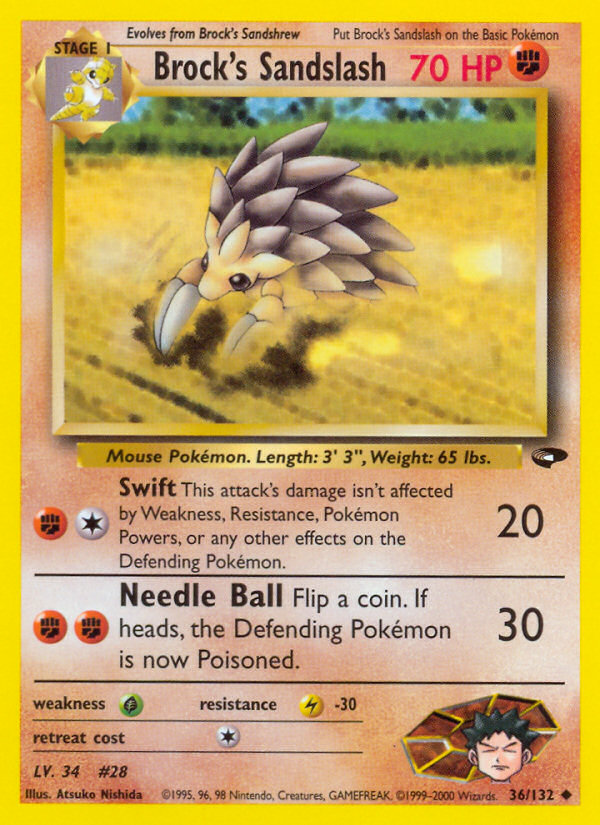 Evolves from Brock's Sandshrew
Put Brock's Sandslash on the Basic Pokémon
STAGE 1
Brock's Sandslash 70 HP
Mouse Pokémon. Length: 3' 3", Weight: 65 lbs.
Swift This attack's damage isn't affected
by Weakness, Resistance, Pokémon
Powers, or any other effects on the
Defending Pokémon.
20
Needle Ball Flip a coin. If
heads, the Defending Pokémon
is now Poisoned.
30
weakness resistance -30
retreat cost
LV. 34 #28
Illus. Atsuko Nishida ©1995, 96, 98 Nintendo, Creatures, GAMEFREAK. ©1999–2000 Wizards. 36/132